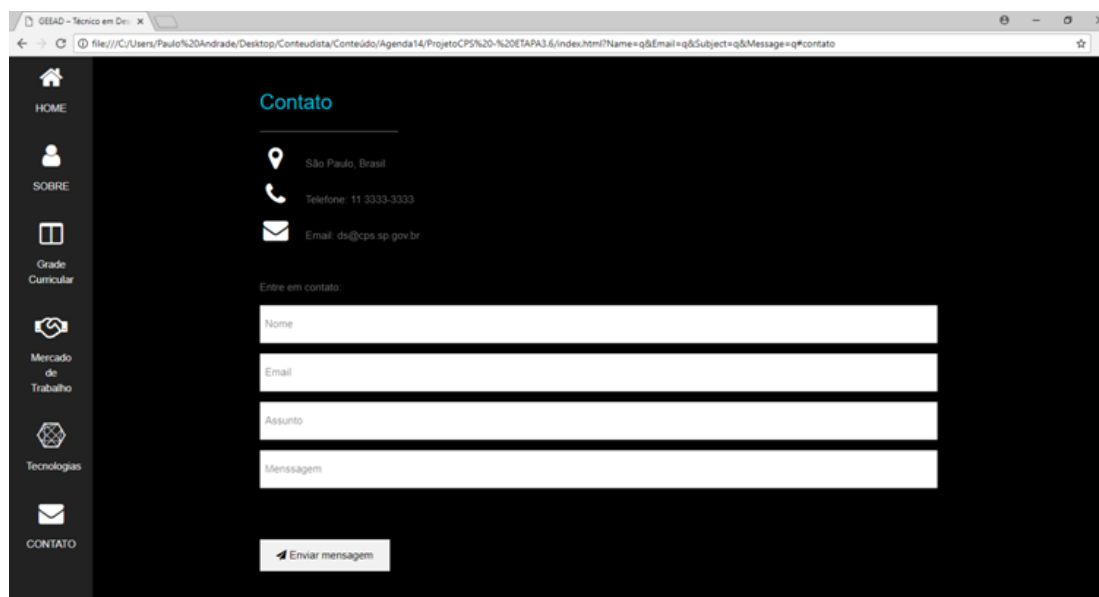 GEEAD – Técnico em Des
file:///C:/Users/Paulo%20Andrade/Desktop/Conteudista/Conteúdo/Agenda14/ProjetoCPS%20-%20ETAPA3.6/index.html?Name=q&Email=q&Subject=q&Message=q#contato
HOME
SOBRE
Grade
Curricular
Mercado
de
Trabalho
Tecnologias
CONTATO
Contato
São Paulo, Brasil
Telefone: 11 3333-3333
Email: ds@cps.sp.gov.br
Entre em contato:
Nome
Email
Assunto
Menssagem
Enviar mensagem